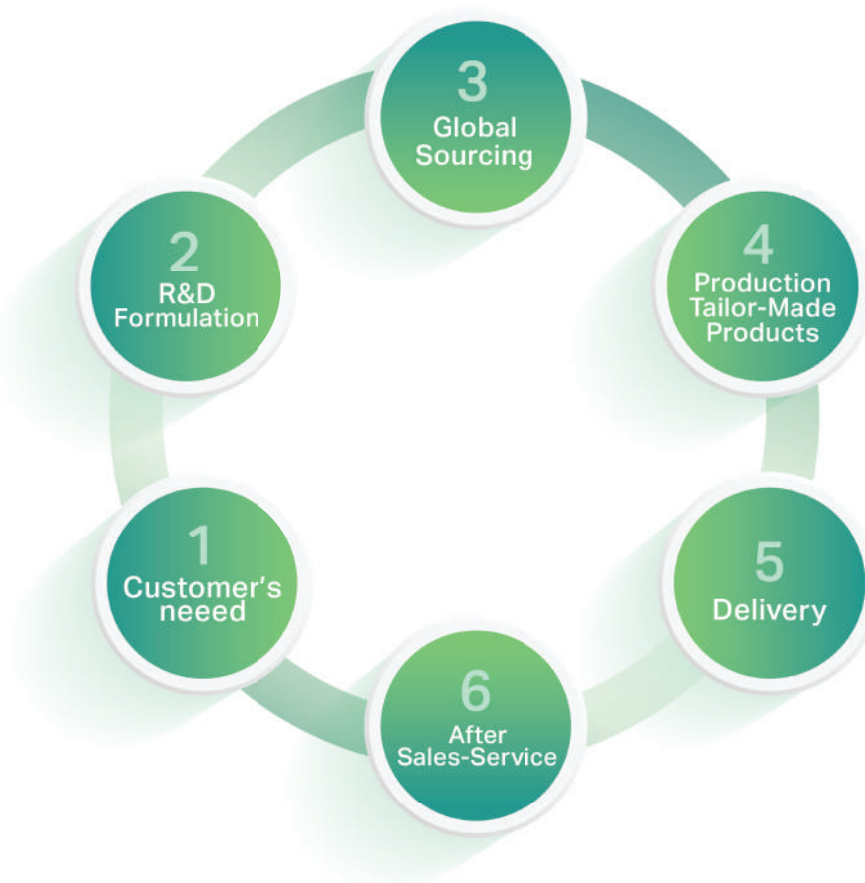 1
Customer's
neeed
2
R&D
Formulation
3
Global
Sourcing
4
Production
Tailor-Made
Products
5
Delivery
6
After
Sales-Service